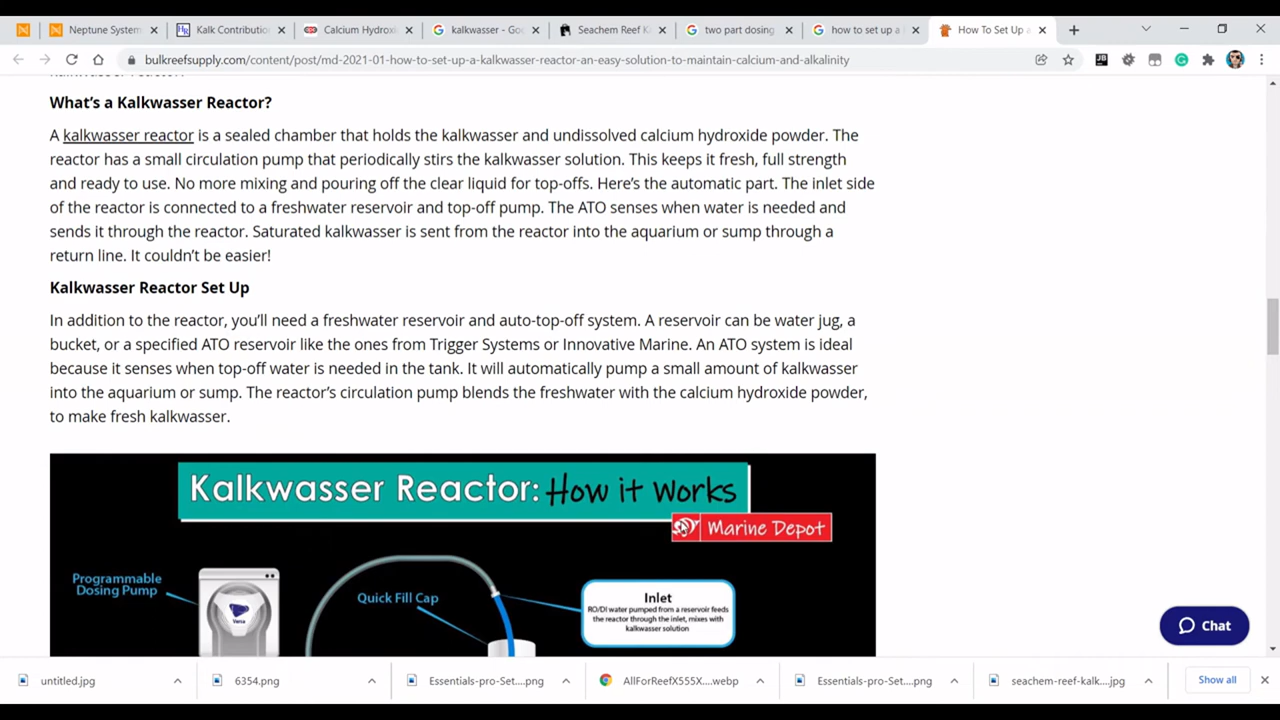 Neptune System
Kalk Contributio
Calcium Hydroxi
kalkwasser - Goo
Seachem Reef K
two part dosing
how to set up a
How To Set Up a
bulkreefsupply.com/content/post/md-2021-01-how-to-set-up-a-kalkwasser-reactor-an-easy-solution-to-maintain-calcium-and-alkalinity
What's a Kalkwasser Reactor?
A kalkwasser reactor is a sealed chamber that holds the kalkwasser and undissolved calcium hydroxide powder. The
reactor has a small circulation pump that periodically stirs the kalkwasser solution. This keeps it fresh, full strength
and ready to use. No more mixing and pouring off the clear liquid for top-offs. Here's the automatic part. The inlet side
of the reactor is connected to a freshwater reservoir and top-off pump. The ATO senses when water is needed and
sends it through the reactor. Saturated kalkwasser is sent from the reactor into the aquarium or sump through a
return line. It couldn't be easier!
Kalkwasser Reactor Set Up
In addition to the reactor, you'll need a freshwater reservoir and auto-top-off system. A reservoir can be water jug, a
bucket, or a specified ATO reservoir like the ones from Trigger Systems or Innovative Marine. An ATO system is ideal
because it senses when top-off water is needed in the tank. It will automatically pump a small amount of kalkwasser
into the aquarium or sump. The reactor's circulation pump blends the freshwater with the calcium hydroxide powder,
to make fresh kalkwasser.
Kalkwasser Reactor: How it works
Marine Depot
Programmable
Dosing Pump
Versa
Quick Fill Cap
Inlet
RO/DI water pumped from a reservoir feeds
the reactor through the inlet, mixes with
kalkwasser solution
Chat
untitled.jpg
6354.png
Essentials-pro-Set....png
AllForReefX555X....webp
Essentials-pro-Set....png
seachem-reef-kalk....jpg
Show all